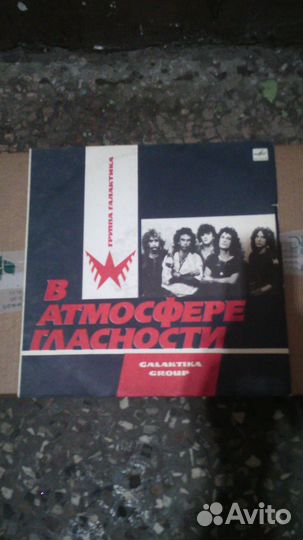 ГРУППА ГАЛАКТИКА
В
АТМОСФЕРЕ
ГЛАСНОСТИ
GALAKTIKA
GROUP
Avito